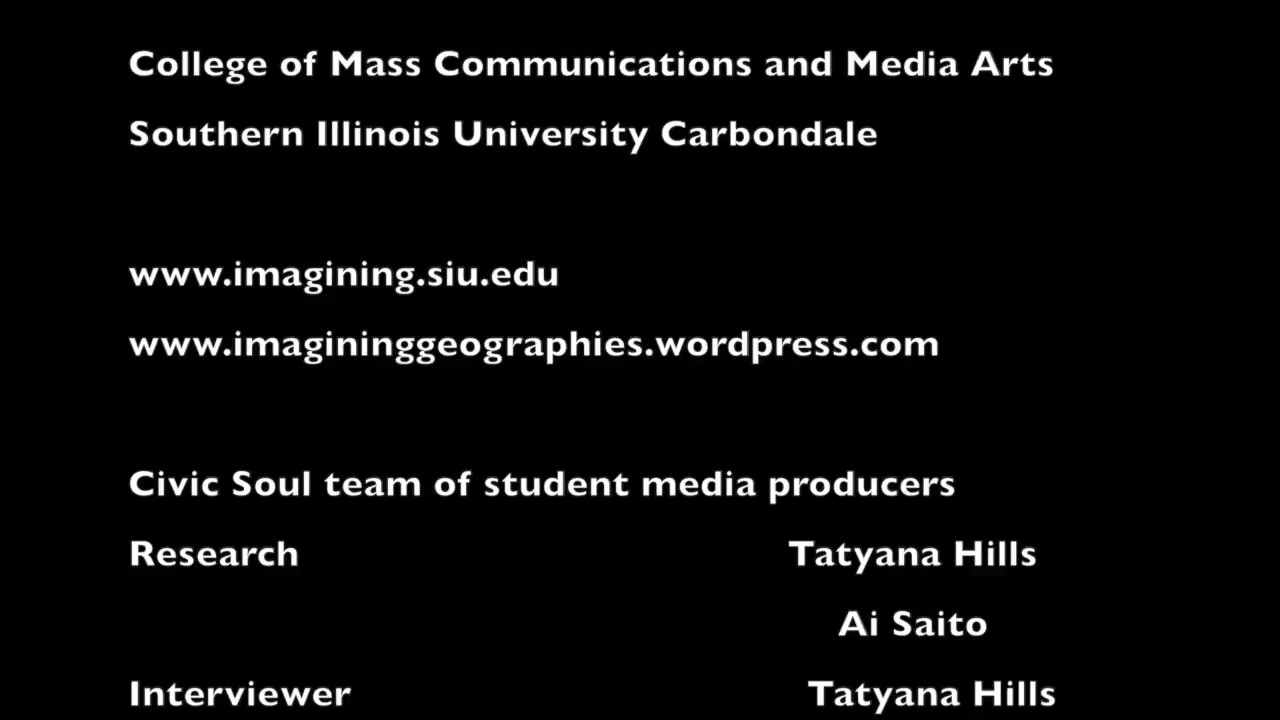 College of Mass Communications and Media Arts
Southern Illinois University Carbondale
www.imagining.siu.edu
www.imagininggeographies.wordpress.com
Civic Soul team of student media producers
Research Tatyana Hills
Ai Saito
Interviewer Tatyana Hills